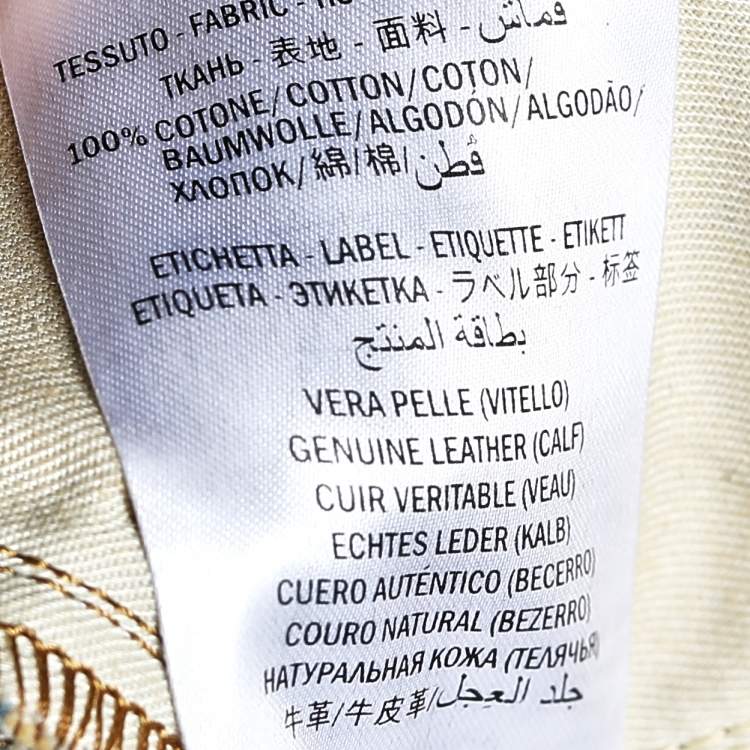 TESSUTO - FABRIC -
ТКАНЬ - 表地 - 面料 - قماش
100% COTONE/COTTON/COTON/
BAUMWOLLE/ALGODÓN/ALGODÃO/
ХЛОПОК/綿/棉/قُطن
ETICHETTA - LABEL - ETIQUETTE - ETIKETT
ETIQUETA - ЭТИКЕТКА - ラベル部分 - 标签
بطاقة المنتج
VERA PELLE (VITELLO)
GENUINE LEATHER (CALF)
CUIR VERITABLE (VEAU)
ECHTES LEDER (KALB)
CUERO AUTÉNTICO (BECERRO)
COURO NATURAL (BEZERRO)
НАТУРАЛЬНАЯ КОЖА (ТЕЛЯЧЬЯ)
牛革/牛皮革/جلد العجل